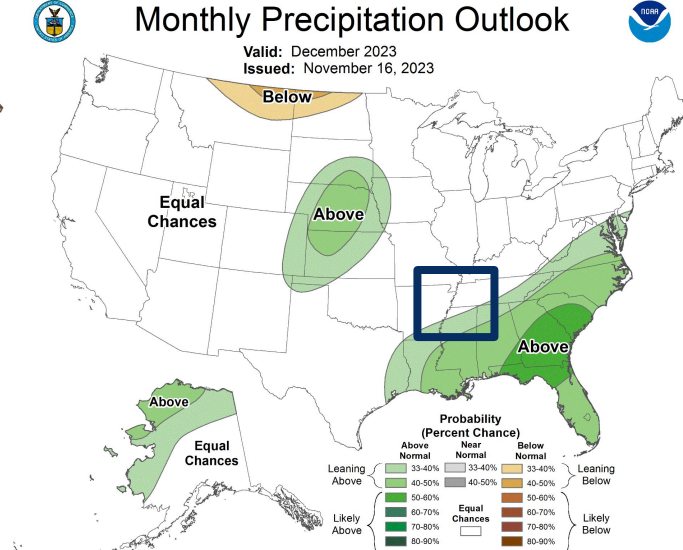 Monthly Precipitation Outlook
NOAA
Valid: December 2023
Issued: November 16, 2023
Below
Equal
Chances
Above
Above
Above
Equal
Chances
Probability
(Percent Chance)
Above
Normal
Near
Normal
Below
Normal
Leaning
Above
33-40%
33-40%
33-40%
Leaning
Below
40-50%
40-50%
40-50%
Likely
Above
50-60%
50-60%
Likely
Below
60-70%
Equal
Chances
60-70%
70-80%
70-80%
80-90%
80-90%